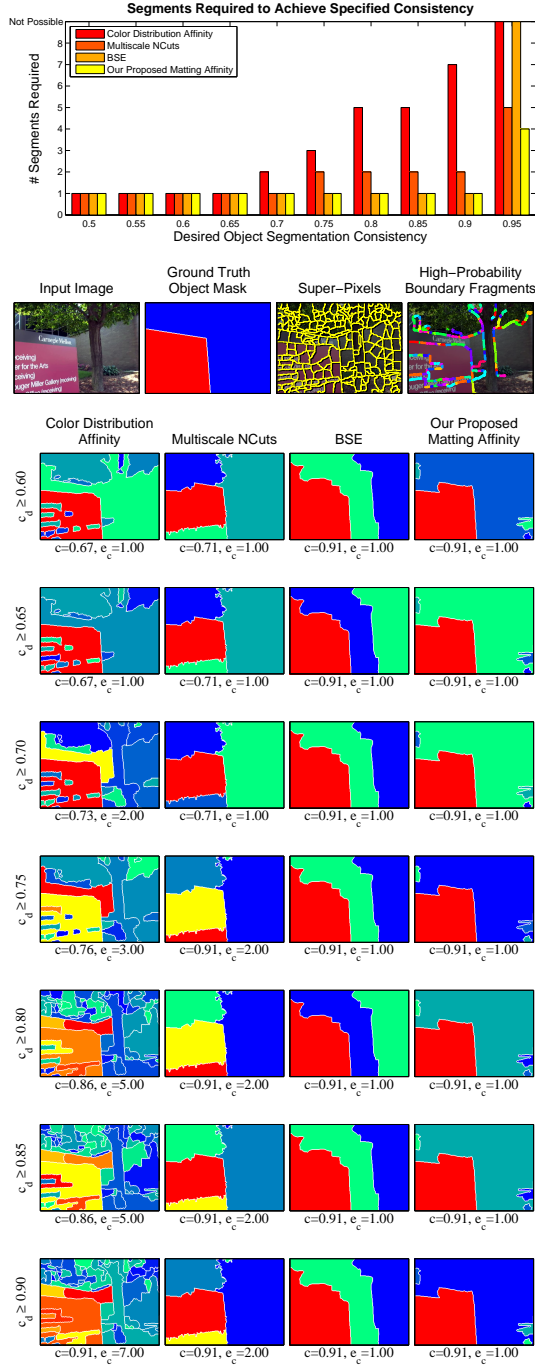 Segments Required to Achieve Specified Consistency
Not Possible
8
7
6
5
4
3
2
1
0
# Segments Required
Color Distribution Affinity
Multiscale NCuts
BSE
Our Proposed Matting Affinity
0.5 0.55 0.6 0.65 0.7 0.75 0.8 0.85 0.9 0.95
Desired Object Segmentation Consistency
Input Image
Ground Truth
Object Mask
Super−Pixels
High−Probability
Boundary Fragments
Carnegie Mellon
eceiving)
er for the Arts
ceiving)
ouger Miller Gallery (receiving)
Color Distribution
Affinity
Multiscale NCuts
BSE
Our Proposed
Matting Affinity
c_d ≥ 0.60
c=0.67, e_c=1.00 c=0.71, e_c=1.00 c=0.91, e_c=1.00 c=0.91, e_c=1.00
c_d ≥ 0.65
c=0.67, e_c=1.00 c=0.71, e_c=1.00 c=0.91, e_c=1.00 c=0.91, e_c=1.00
c_d ≥ 0.70
c=0.73, e_c=2.00 c=0.71, e_c=1.00 c=0.91, e_c=1.00 c=0.91, e_c=1.00
c_d ≥ 0.75
c=0.76, e_c=3.00 c=0.91, e_c=2.00 c=0.91, e_c=1.00 c=0.91, e_c=1.00
c_d ≥ 0.80
c=0.86, e_c=5.00 c=0.91, e_c=2.00 c=0.91, e_c=1.00 c=0.91, e_c=1.00
c_d ≥ 0.85
c=0.86, e_c=5.00 c=0.91, e_c=2.00 c=0.91, e_c=1.00 c=0.91, e_c=1.00
c_d ≥ 0.90
c=0.91, e_c=7.00 c=0.91, e_c=2.00 c=0.91, e_c=1.00 c=0.91, e_c=1.00